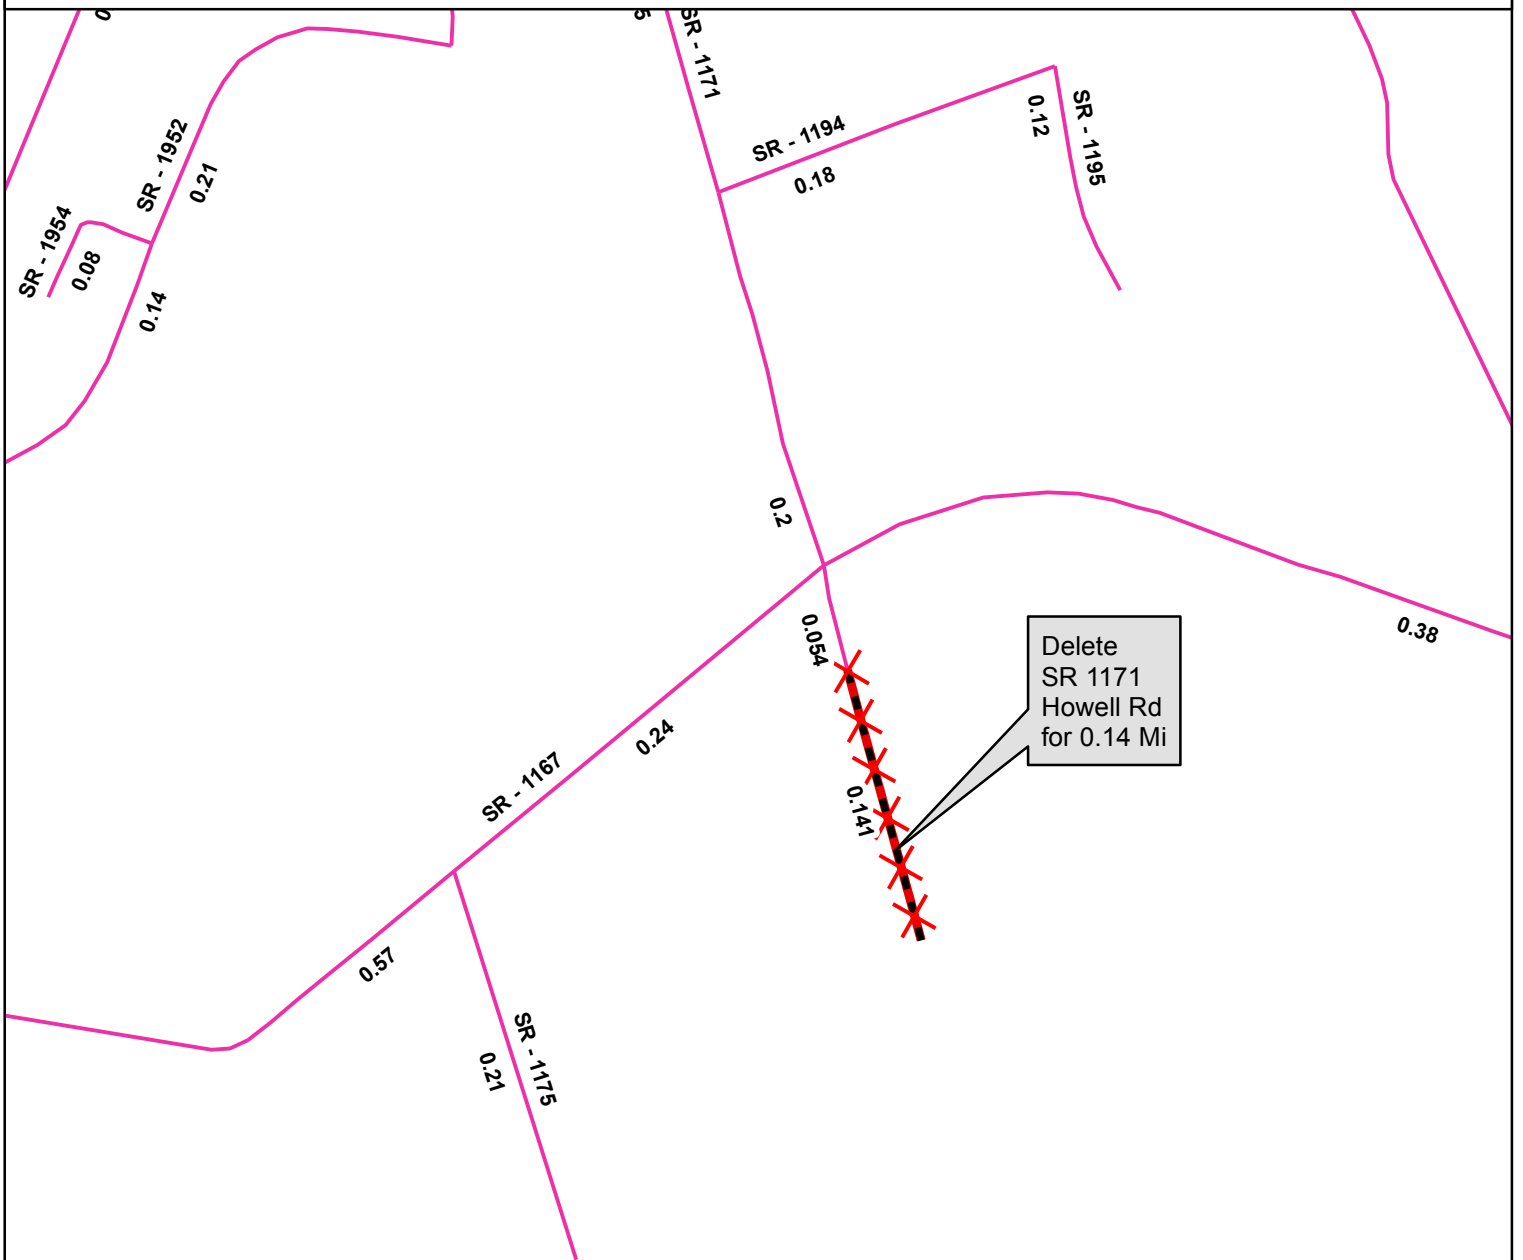 SR - 1171
SR - 1194
0.18
0.12
SR - 1195
SR - 1952
0.21
SR - 1954
0.08
0.14
0.2
0.054
0.38
Delete
SR 1171
Howell Rd
for 0.14 Mi
0.24
SR - 1167
0.141
0.57
SR - 1175
0.21